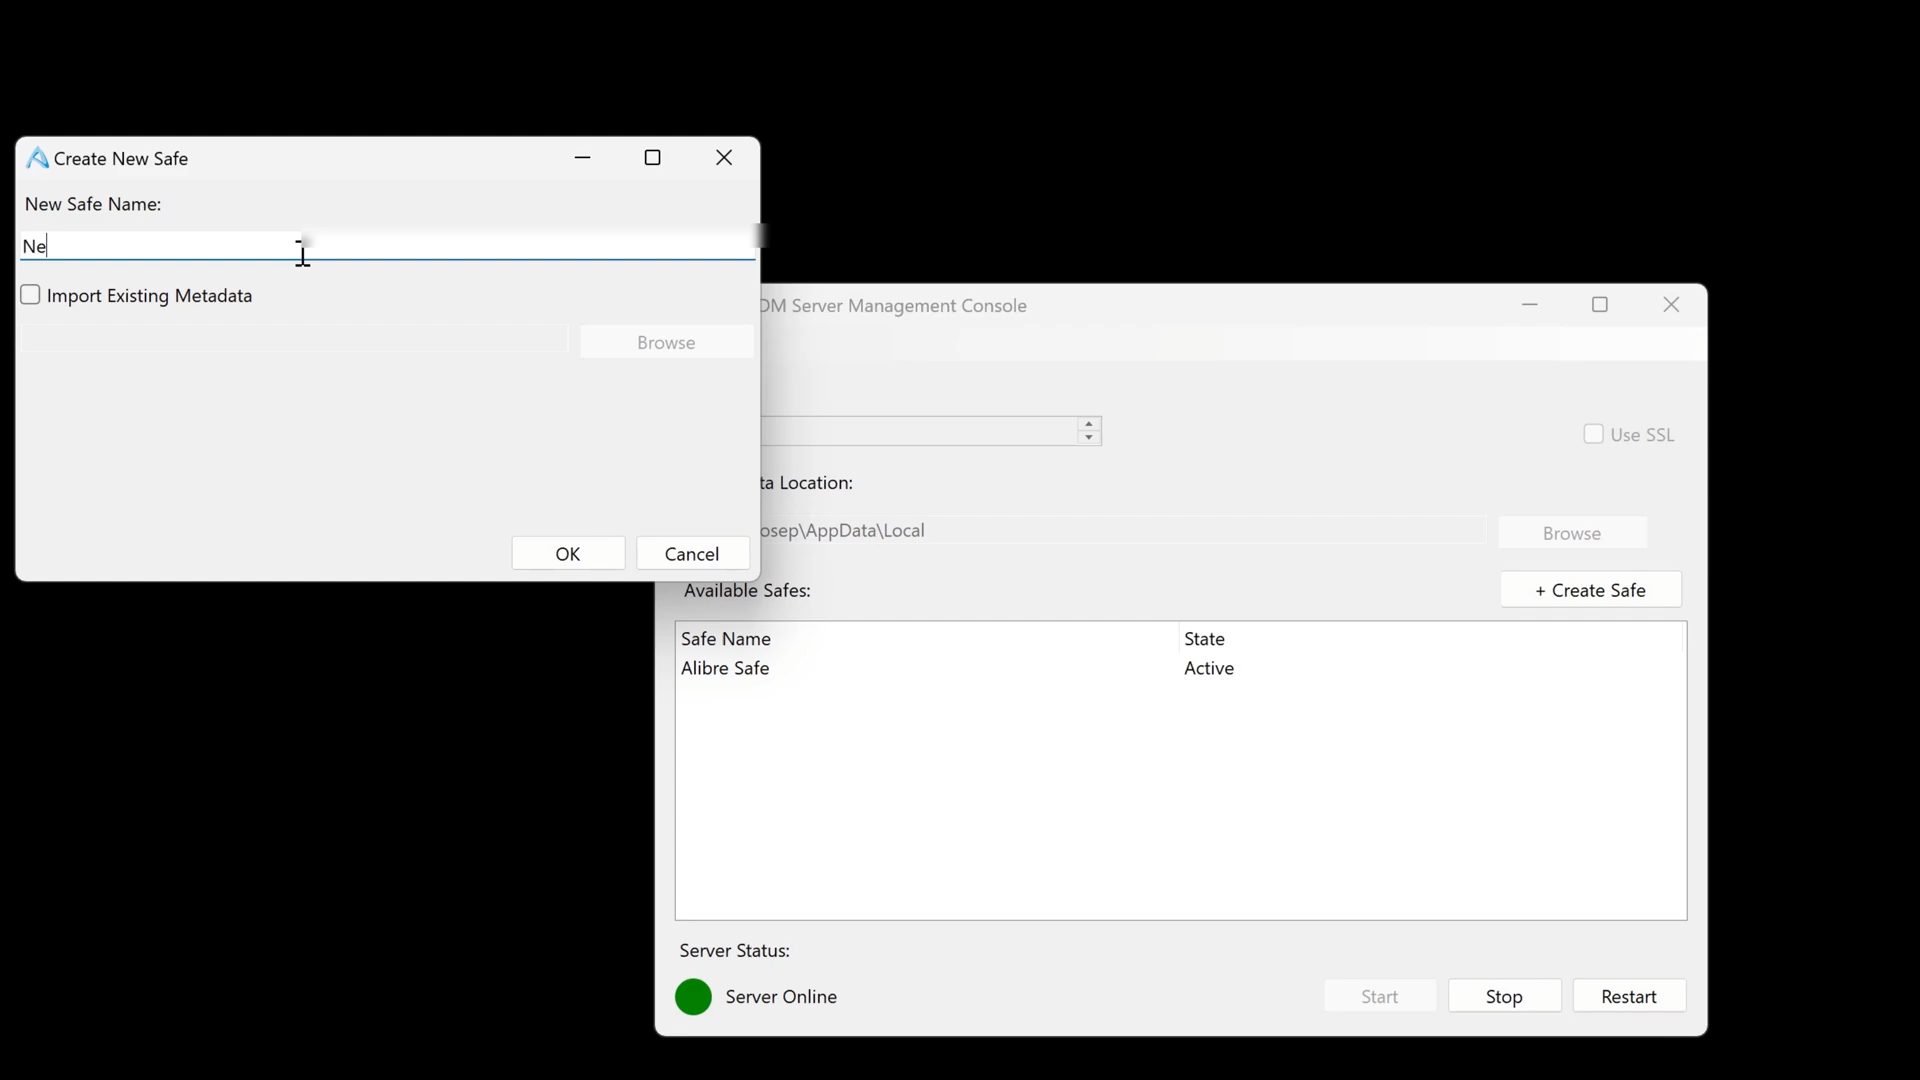 Create New Safe
New Safe Name:
Ne
Import Existing Metadata
Browse
OK
Cancel
DM Server Management Console
Use SSL
ta Location:
osep\AppData\Local
Browse
Available Safes:
+ Create Safe
Safe Name State
Alibre Safe Active
Server Status:
Server Online
Start
Stop
Restart